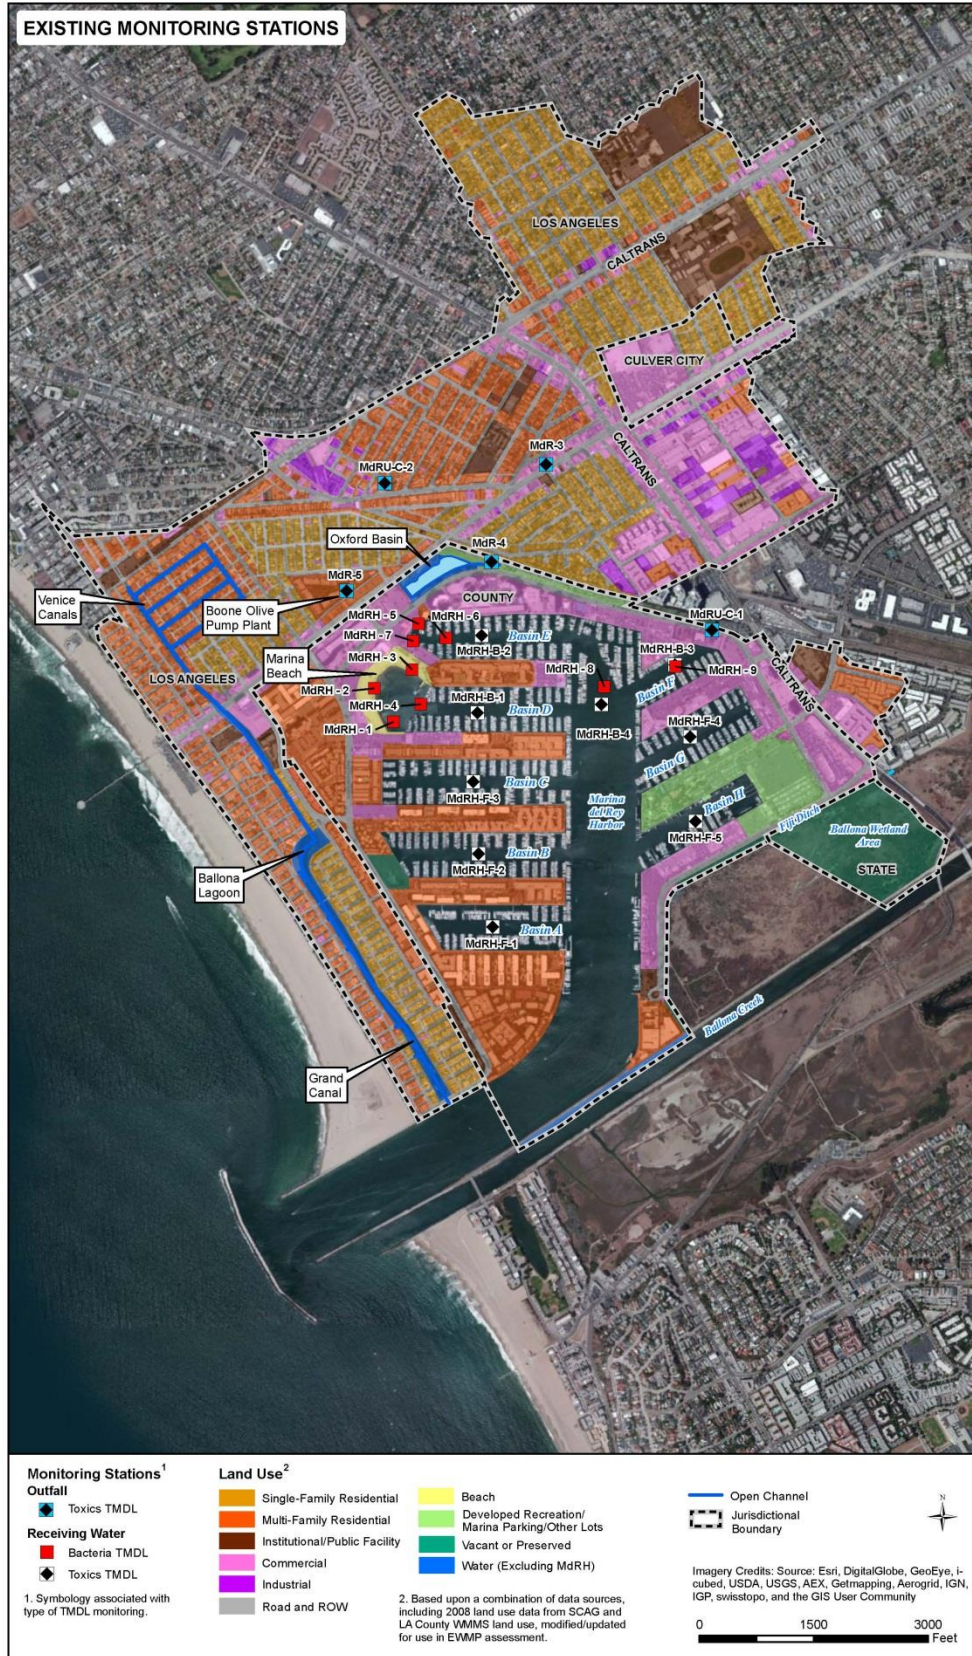 EXISTING MONITORING STATIONS
LOS ANGELES
CALTRANS
CULVER CITY
CALTRANS
MdR-3
MdRU-C-2
Oxford Basin
MdR-4
MdR-5
Venice
Canals
Boone Olive
Pump Plant
COUNTY
MdRH - 5
MdRH - 6
MdRU-C-1
MdRH - 7
Basin E
MdRH-B-2
MdRH-B-3
Marina
Beach
MdRH - 3
MdRH - 8
MdRH - 9
CALTRANS
LOS ANGELES
MdRH - 2
MdRH-B-1
Basin F
MdRH - 4
Basin D
MdRH - 1
MdRH-B-4
MdRH-F-4
Basin G
Basin C
MdRH-F-3
Marina
del Rey
Harbor
Basin H
MdRH-F-5
Fiji Ditch
Ballona Wetland
Area
STATE
Basin B
MdRH-F-2
Ballona
Lagoon
Basin A
MdRH-F-1
Ballona Creek
Grand
Canal
Monitoring Stations1
Outfall
Toxics TMDL
Receiving Water
Bacteria TMDL
Toxics TMDL
1. Symbology associated with
type of TMDL monitoring.
Land Use2
Single-Family Residential
Multi-Family Residential
Institutional/Public Facility
Commercial
Industrial
Road and ROW
Beach
Developed Recreation/
Marina Parking/Other Lots
Vacant or Preserved
Water (Excluding MdRH)
2. Based upon a combination of data sources,
including 2008 land use data from SCAG and
LA County WMMS land use, modified/updated
for use in EWMP assessment.
Open Channel
Jurisdictional
Boundary
N
Imagery Credits: Source: Esri, DigitalGlobe, GeoEye, i-
cubed, USDA, USGS, AEX, Getmapping, Aerogrid, IGN,
IGP, swisstopo, and the GIS User Community
0 1500 3000
Feet